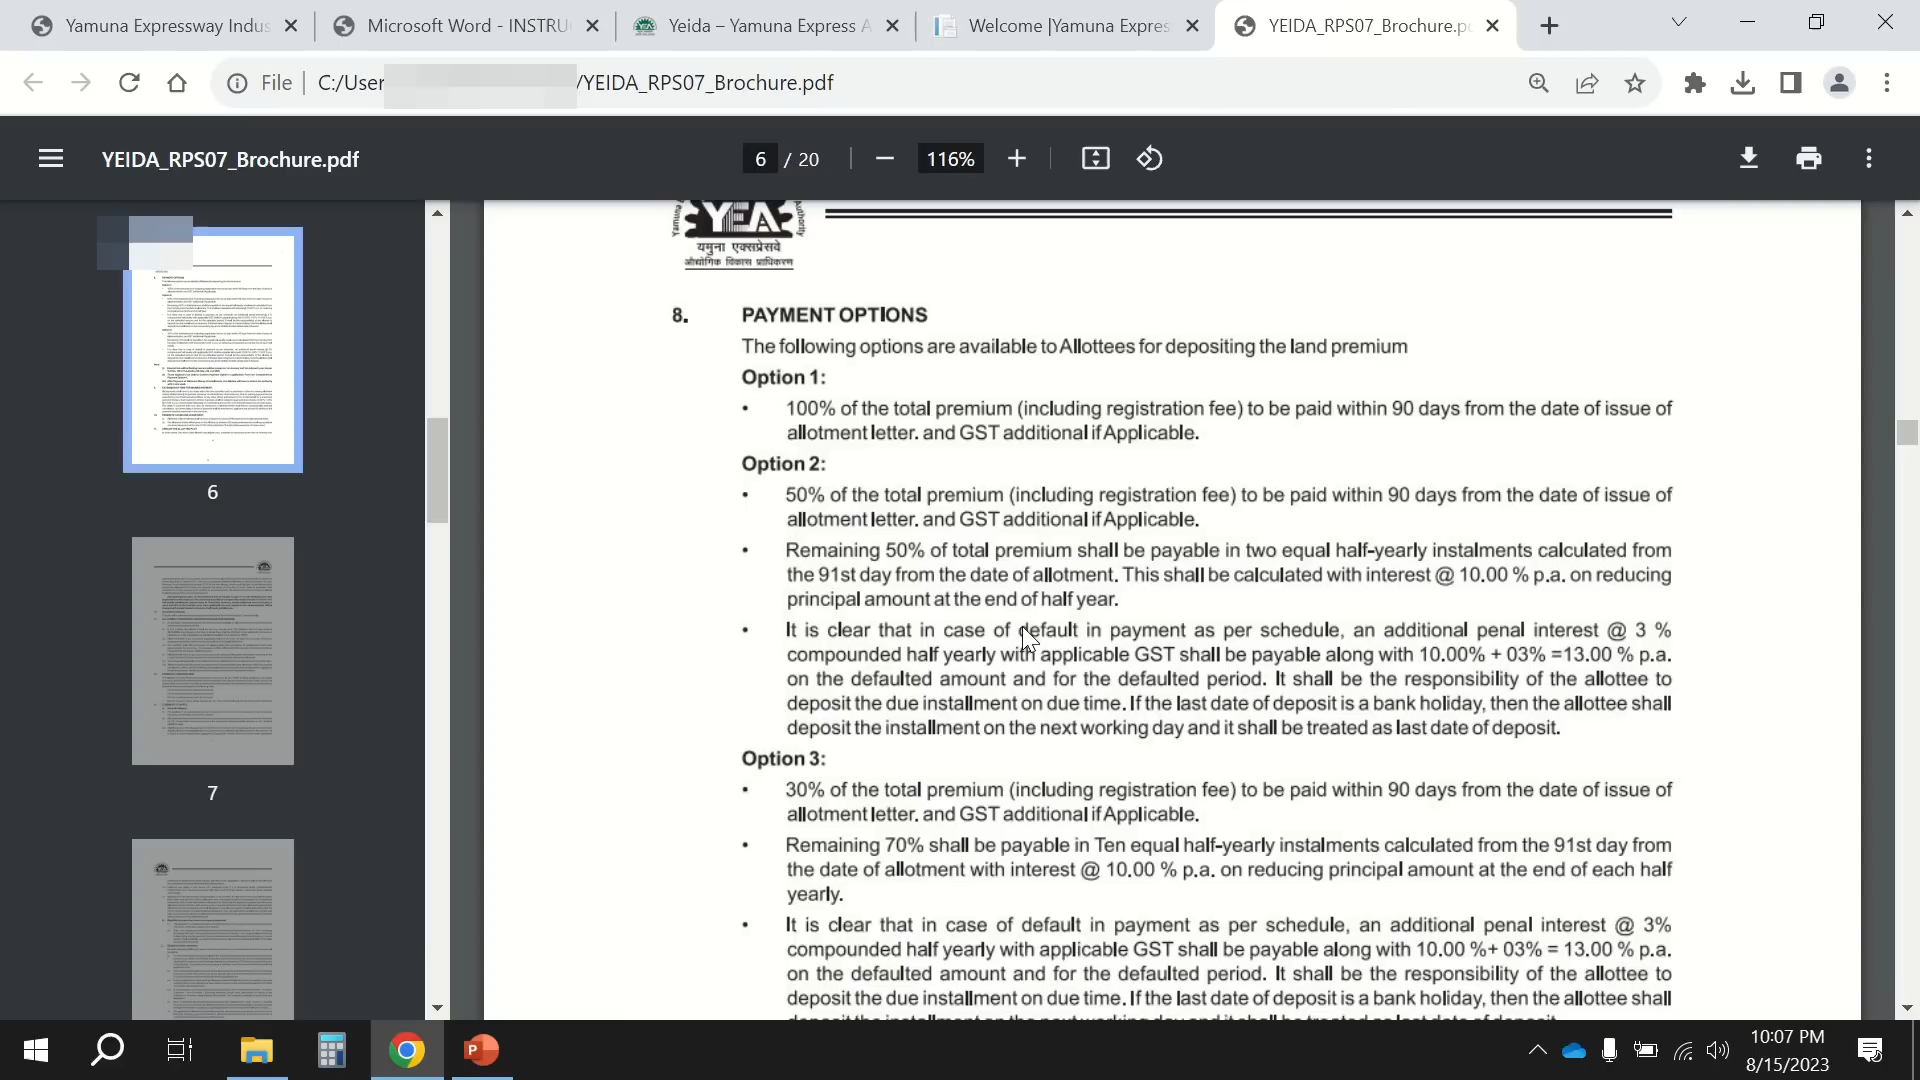 Yamuna Expressway Indus
Microsoft Word - INSTRU
Yeida – Yamuna Express A
Welcome |Yamuna Expres
YEIDA_RPS07_Brochure.p
File
C:/User
/YEIDA_RPS07_Brochure.pdf
YEIDA_RPS07_Brochure.pdf
6 / 20
116%
6
7
YEA
यमुना एक्सप्रेसवे
औद्योगिक विकास प्राधिकरण
8. PAYMENT OPTIONS
The following options are available to Allottees for depositing the land premium
Option 1:
• 100% of the total premium (including registration fee) to be paid within 90 days from the date of issue of
allotment letter. and GST additional if Applicable.
Option 2:
• 50% of the total premium (including registration fee) to be paid within 90 days from the date of issue of
allotment letter. and GST additional if Applicable.
• Remaining 50% of total premium shall be payable in two equal half-yearly instalments calculated from
the 91st day from the date of allotment. This shall be calculated with interest @ 10.00 % p.a. on reducing
principal amount at the end of half year.
• It is clear that in case of default in payment as per schedule, an additional penal interest @ 3 %
compounded half yearly with applicable GST shall be payable along with 10.00% + 03% =13.00 % p.a.
on the defaulted amount and for the defaulted period. It shall be the responsibility of the allottee to
deposit the due installment on due time. If the last date of deposit is a bank holiday, then the allottee shall
deposit the installment on the next working day and it shall be treated as last date of deposit.
Option 3:
• 30% of the total premium (including registration fee) to be paid within 90 days from the date of issue of
allotment letter. and GST additional if Applicable.
• Remaining 70% shall be payable in Ten equal half-yearly instalments calculated from the 91st day from
the date of allotment with interest @ 10.00 % p.a. on reducing principal amount at the end of each half
yearly.
• It is clear that in case of default in payment as per schedule, an additional penal interest @ 3%
compounded half yearly with applicable GST shall be payable along with 10.00 %+ 03% = 13.00 % p.a.
on the defaulted amount and for the defaulted period. It shall be the responsibility of the allottee to
deposit the due installment on due time. If the last date of deposit is a bank holiday, then the allottee shall
10:07 PM
8/15/2023